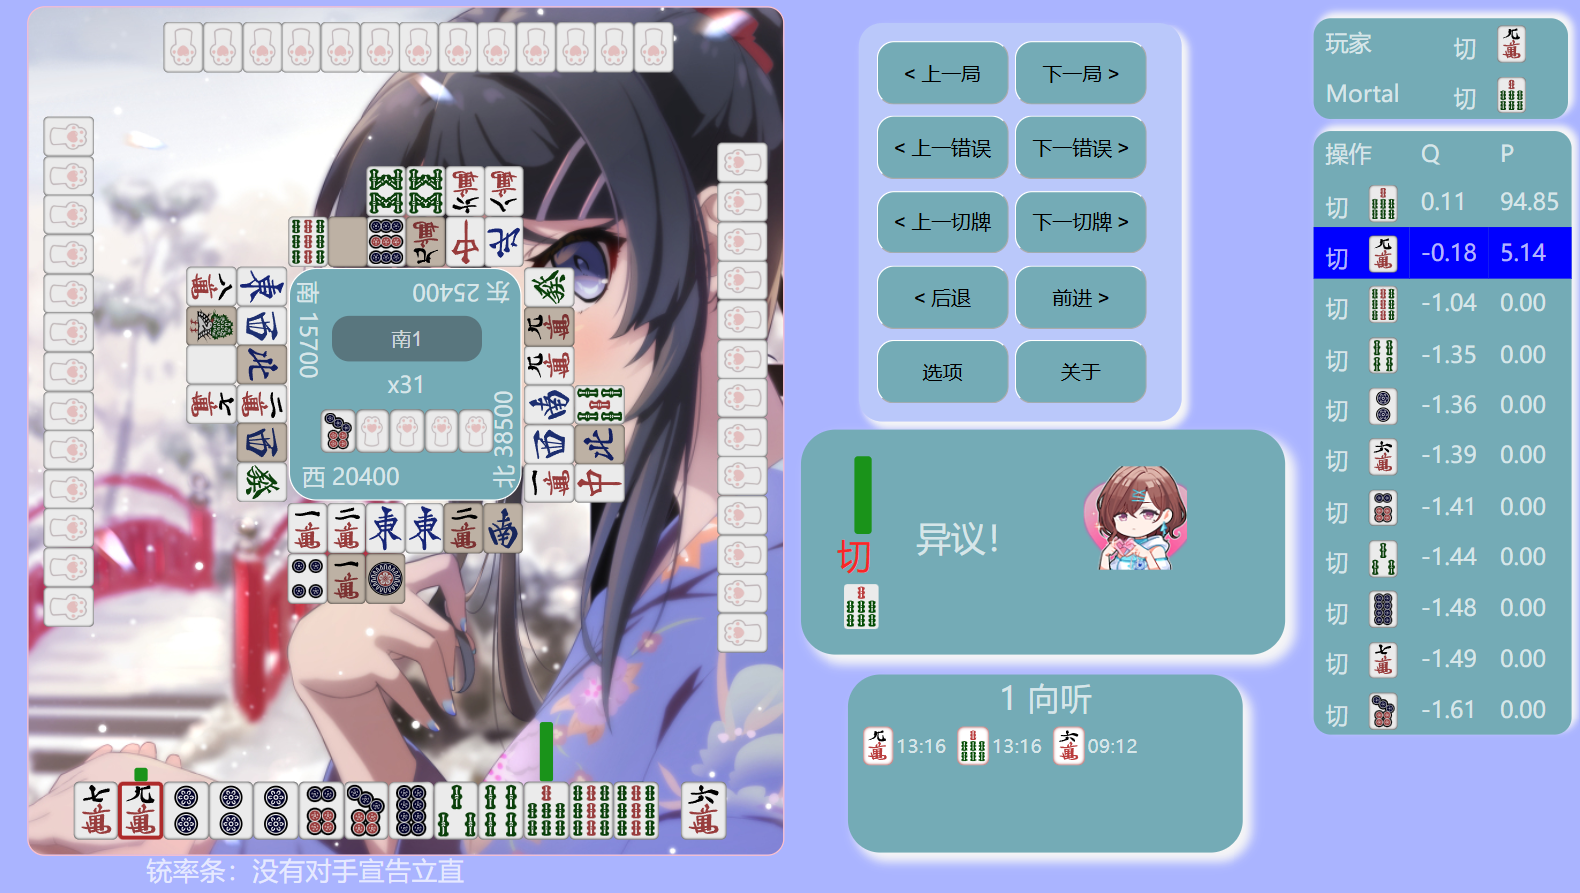 < 上一局
下一局 >
< 上一错误
下一错误 >
< 上一切牌
下一切牌 >
< 后退
前进 >
选项
关于
玩家 切
Mortal 切
操作 Q P
切 0.11 94.85
切 -0.18 5.14
切 -1.04 0.00
切 -1.35 0.00
切 -1.36 0.00
切 -1.39 0.00
切 -1.41 0.00
切 -1.44 0.00
切 -1.48 0.00
切 -1.49 0.00
切 -1.61 0.00
东 25400
南 15700
南1
x31
北 38500
西 20400
切
异议!
1 向听
13:16 13:16 09:12
铳率条: 没有对手宣告立直